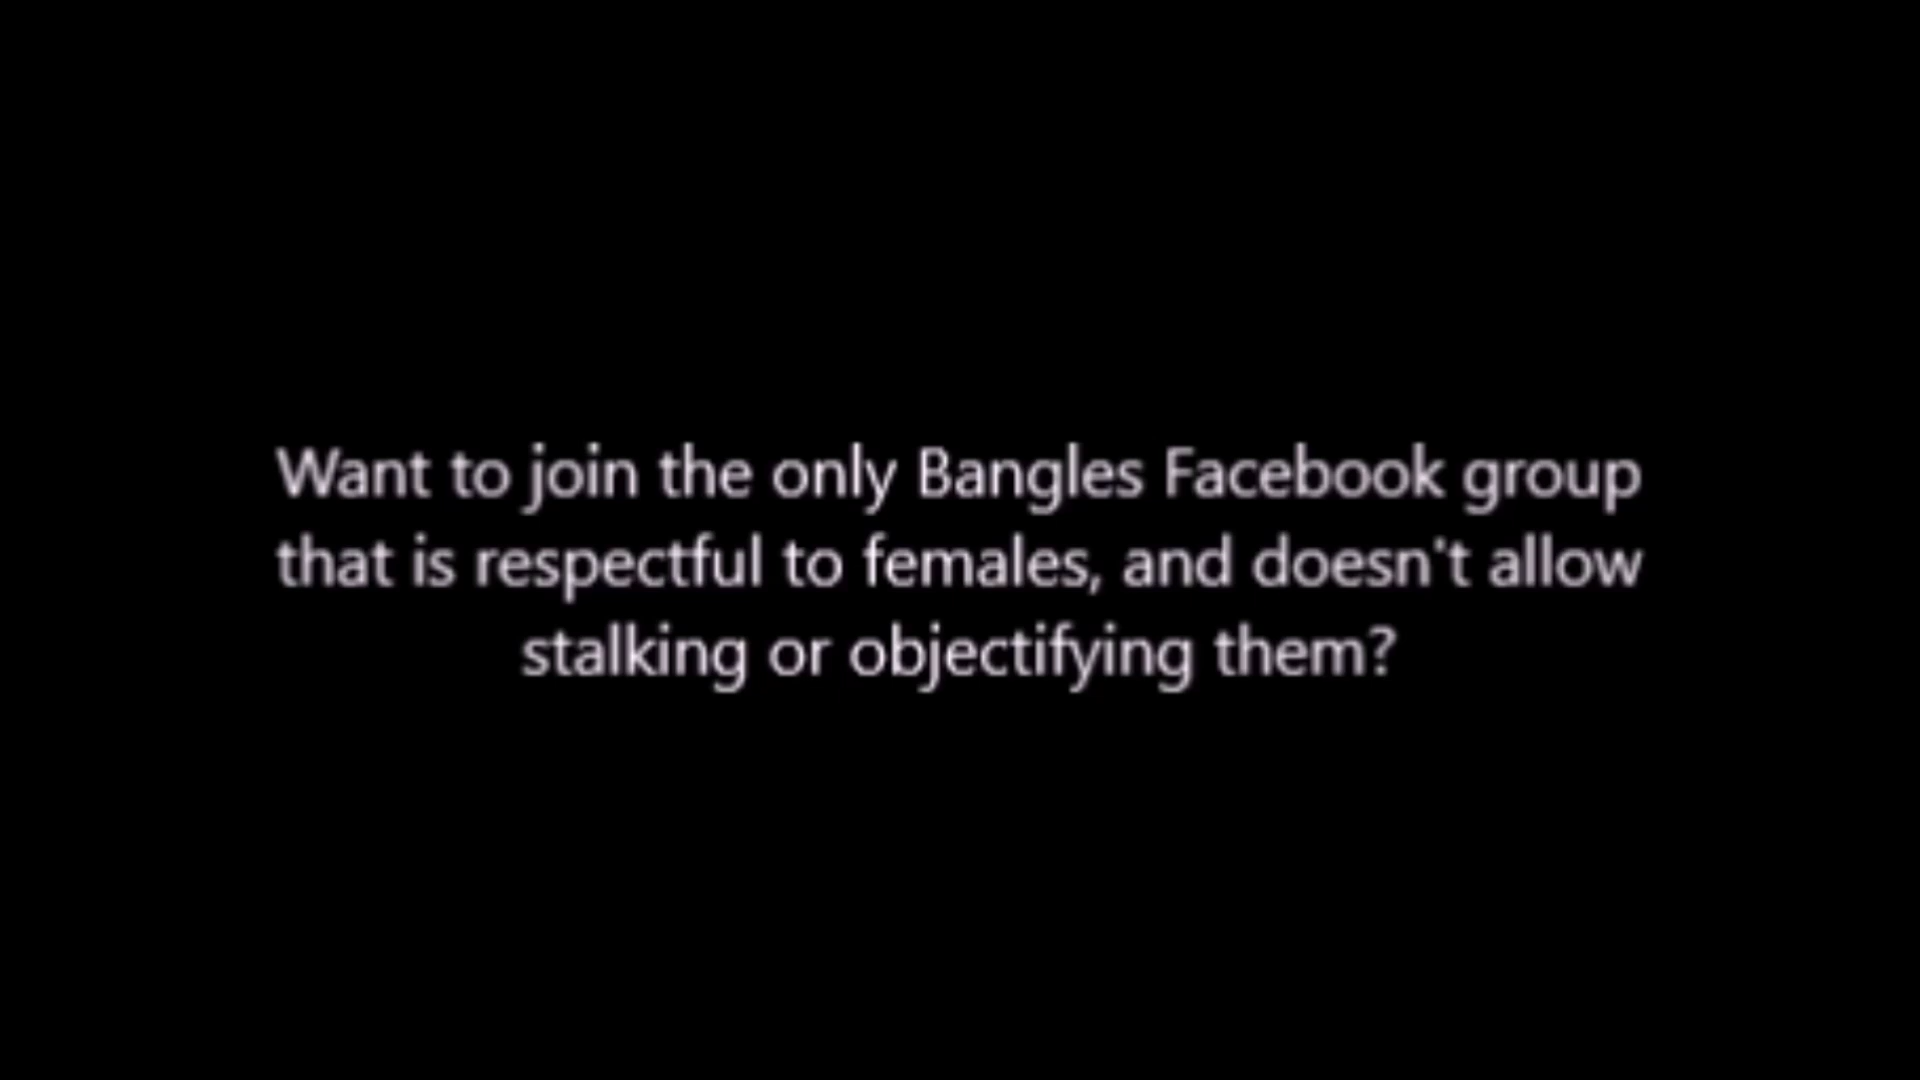 Want to join the only Bangles Facebook group
that is respectful to females, and doesn't allow
stalking or objectifying them?